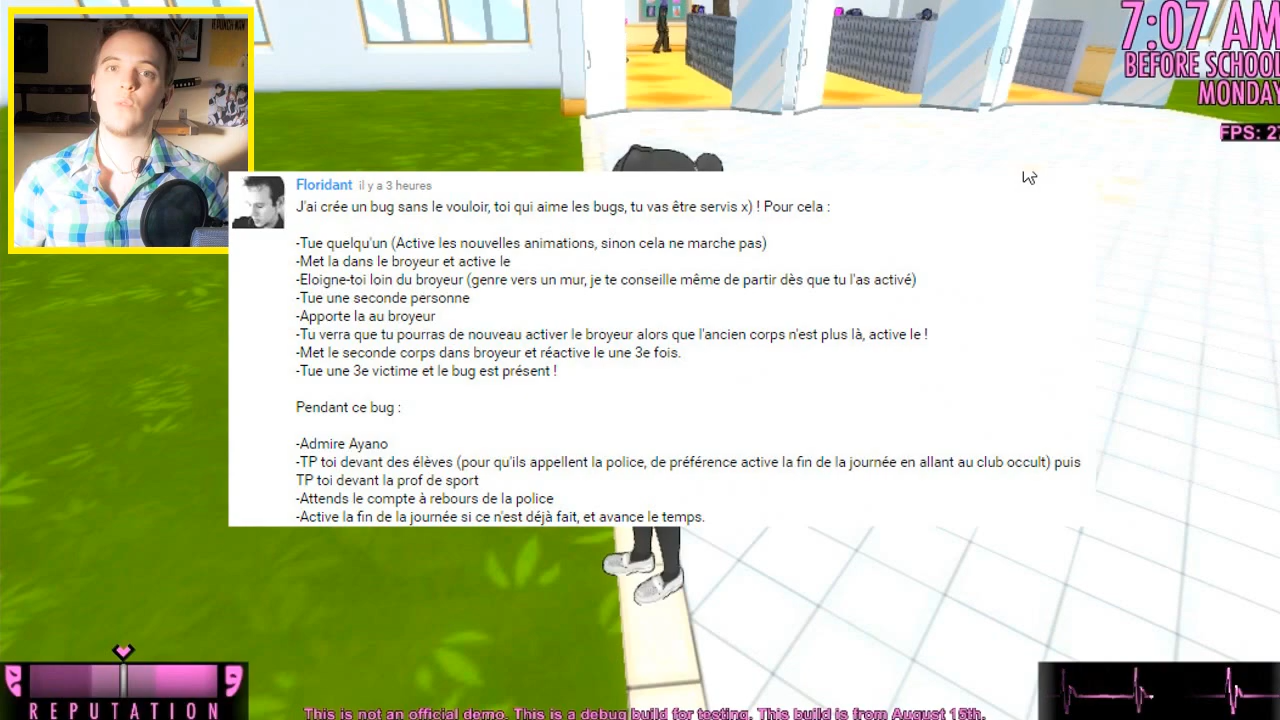 7:07 AM
BEFORE SCHOOL
MONDAY
FPS: 2
Floridant il y a 3 heures
J'ai crée un bug sans le vouloir, toi qui aime les bugs, tu vas être servis x) ! Pour cela :
-Tue quelqu'un (Active les nouvelles animations, sinon cela ne marche pas)
-Met la dans le broyeur et active le
-Eloigne-toi loin du broyeur (genre vers un mur, je te conseille même de partir dès que tu l'as activé)
-Tue une seconde personne
-Apporte la au broyeur
-Tu verra que tu pourras de nouveau activer le broyeur alors que l'ancien corps n'est plus là, active le !
-Met le seconde corps dans broyeur et réactive le une 3e fois.
-Tue une 3e victime et le bug est présent !
Pendant ce bug :
-Admire Ayano
-TP toi devant des élèves (pour qu'ils appellent la police, de préférence active la fin de la journée en allant au club occult) puis
TP toi devant la prof de sport
-Attends le compte à rebours de la police
-Active la fin de la journée si ce n'est déjà fait, et avance le temps.
REPUTATION
This is not an official demo. This is a debug build for testing. This build is from August 15th.